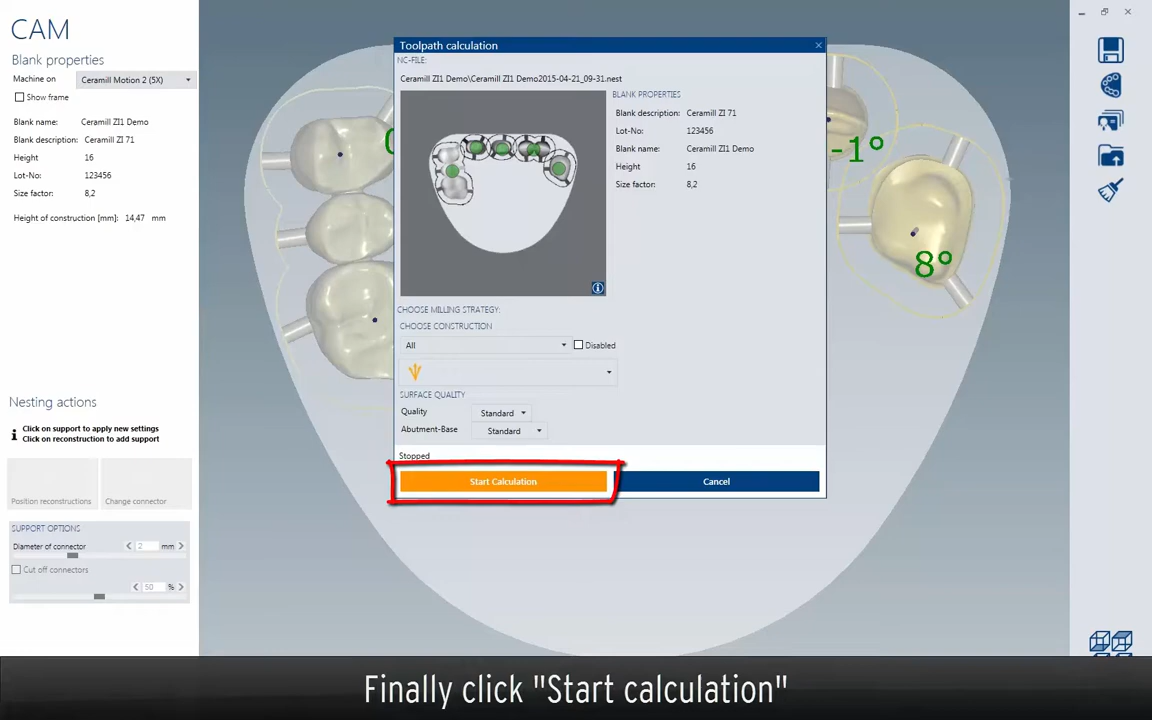 CAM
Blank properties
Machine on Ceramill Motion 2 (5X)
Show frame
Blank name: Ceramill ZI1 Demo
Blank description: Ceramill ZI 71
Height 16
Lot-No: 123456
Size factor: 8,2
Height of construction [mm]: 14,47 mm
Nesting actions
Click on support to apply new settings
Click on reconstruction to add support
Position reconstructions Change connector
SUPPORT OPTIONS
Diameter of connector 2 mm
Cut off connectors
50 %
Toolpath calculation
NC-FILE:
Ceramill ZI1 Demo\Ceramill ZI1 Demo2015-04-21_09-31.nest
BLANK PROPERTIES
Blank description: Ceramill ZI 71
Lot-No: 123456
Blank name: Ceramill ZI1 Demo
Height 16
Size factor: 8,2
CHOOSE MILLING STRATEGY:
CHOOSE CONSTRUCTION
All Disabled
SURFACE QUALITY
Quality Standard
Abutment-Base Standard
Stopped
Start Calculation Cancel
-1°
8°
Finally click "Start calculation"